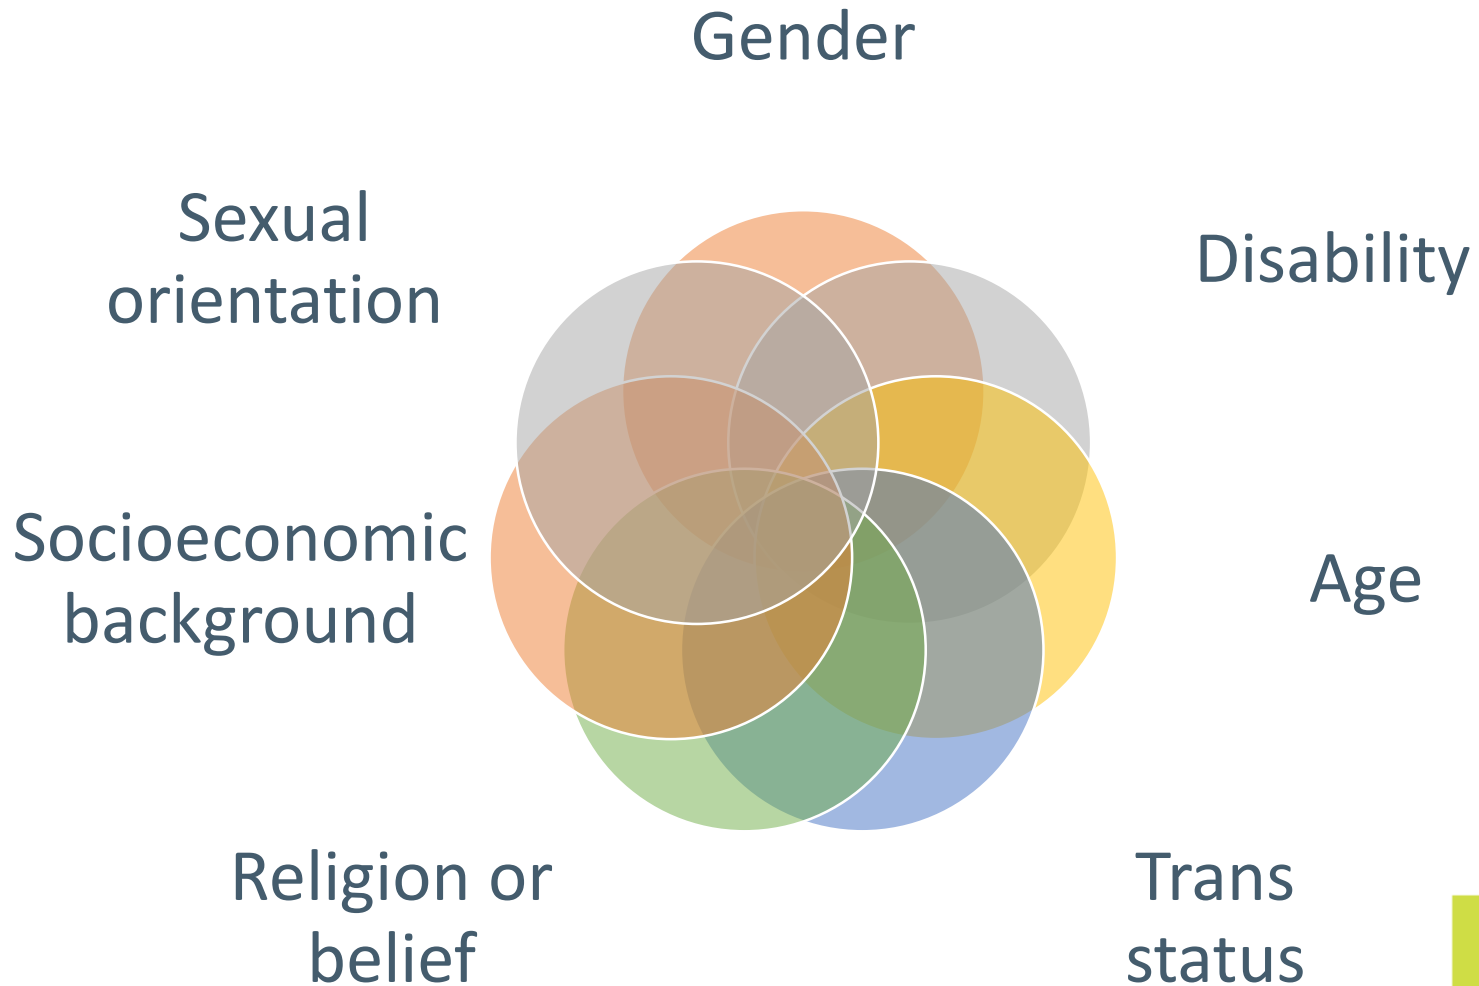 Gender
Sexual
orientation
Disability
Socioeconomic
background
Age
Religion or
belief
Trans
status